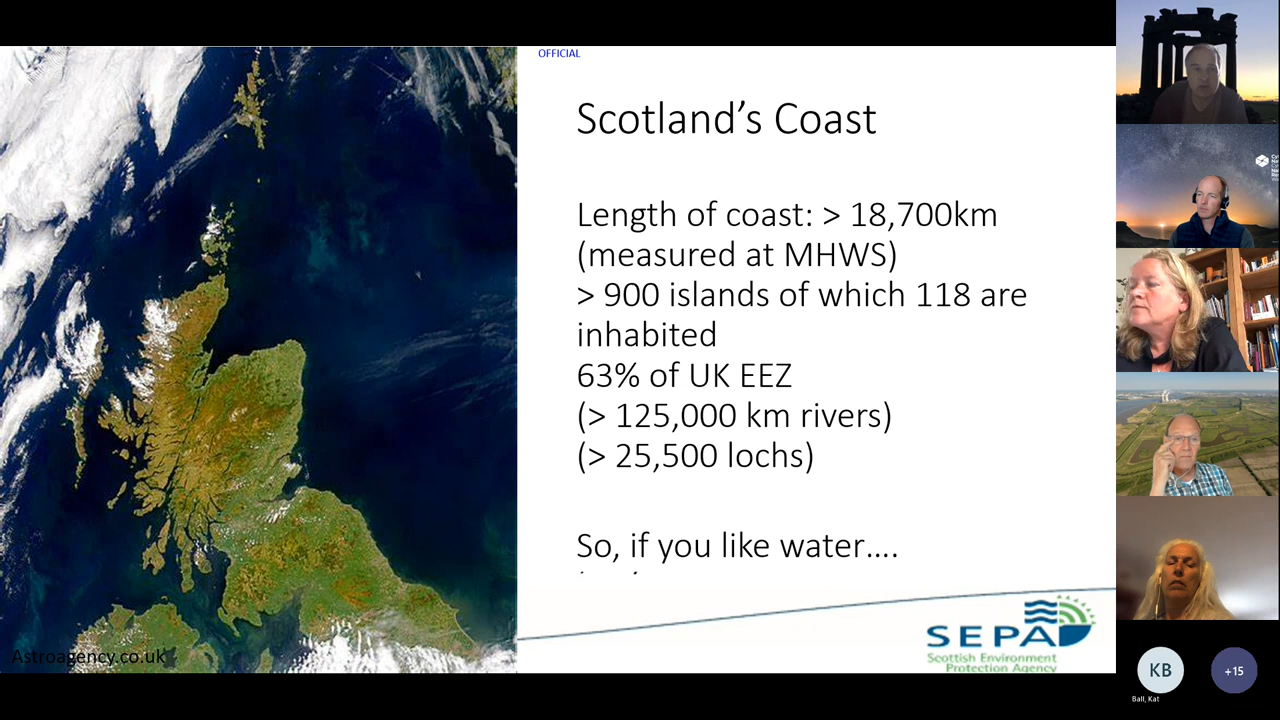 OFFICIAL
Scotland’s Coast
Length of coast: > 18,700km
(measured at MHWS)
> 900 islands of which 118 are
inhabited
63% of UK EEZ
(> 125,000 km rivers)
(> 25,500 lochs)
So, if you like water....
SEPA
Scottish Environment
Protection Agency
Astroagency.co.uk
KB
+15
Ball, Kat